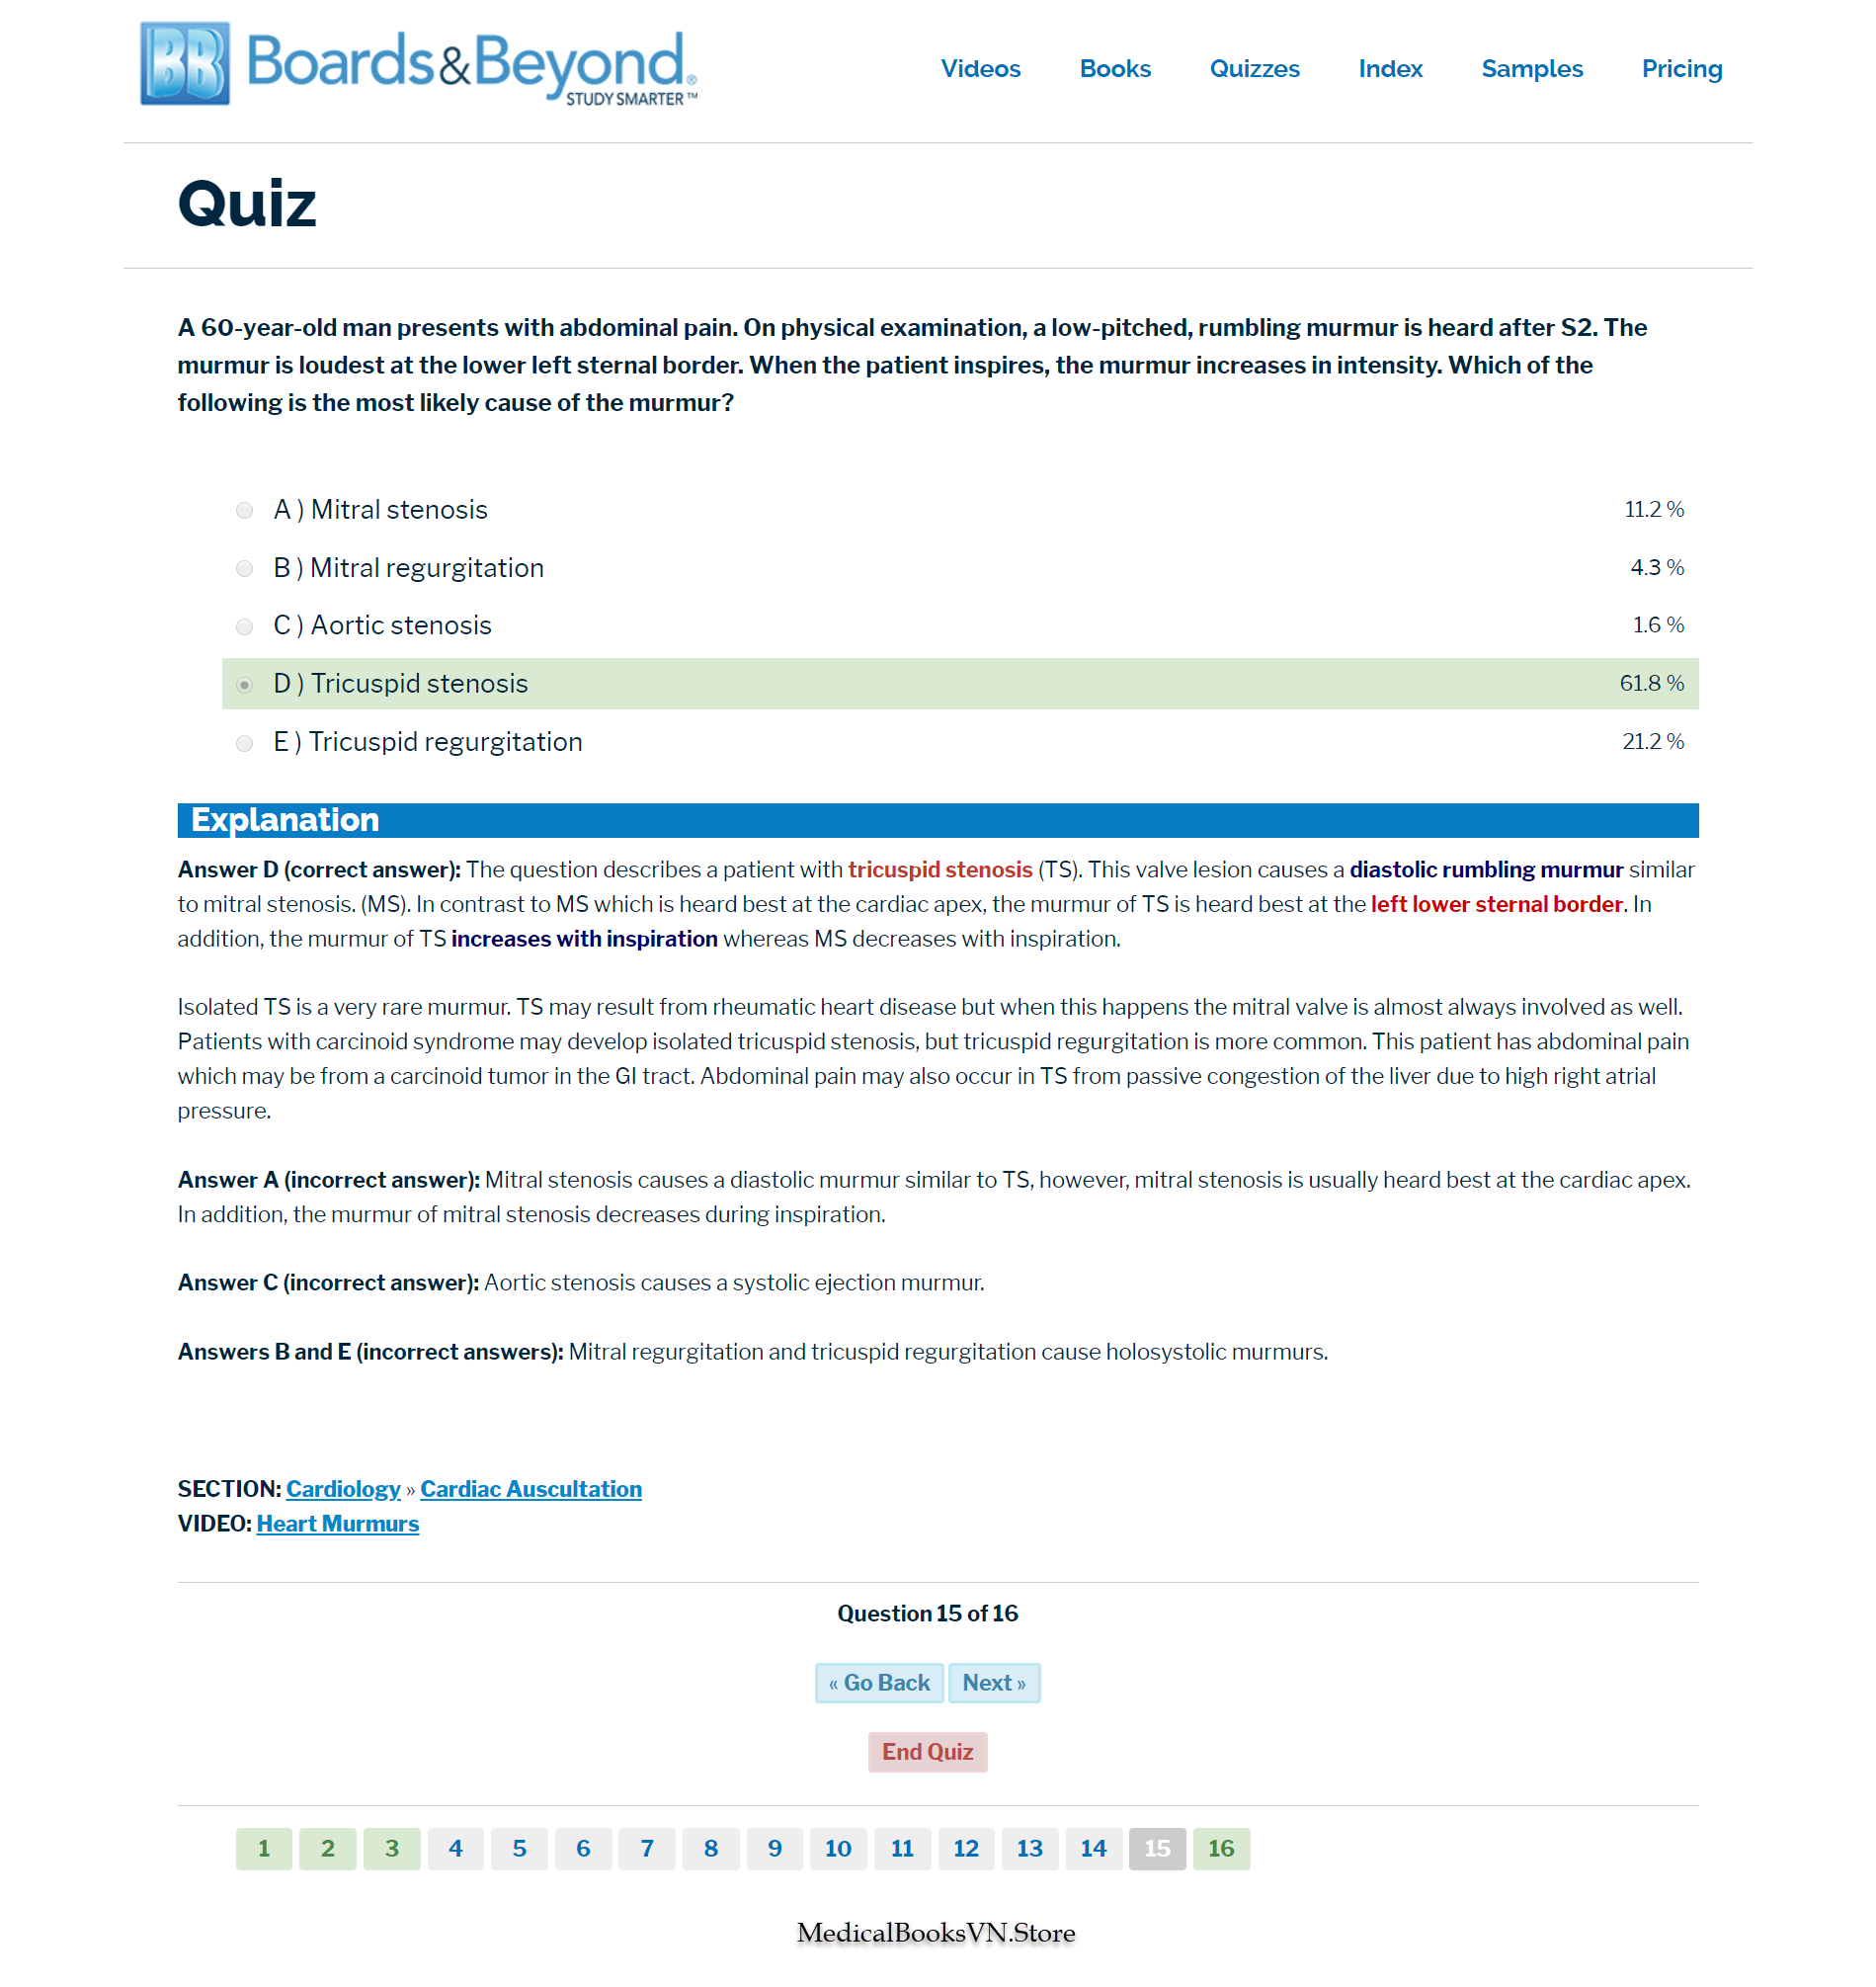 BB Boards&Beyond®
STUDY SMARTER™
Videos Books Quizzes Index Samples Pricing
Quiz
A 60-year-old man presents with abdominal pain. On physical examination, a low-pitched, rumbling murmur is heard after S2. The
murmur is loudest at the lower left sternal border. When the patient inspires, the murmur increases in intensity. Which of the
following is the most likely cause of the murmur?
A ) Mitral stenosis 11.2 %
B ) Mitral regurgitation 4.3 %
C ) Aortic stenosis 1.6 %
D ) Tricuspid stenosis 61.8 %
E ) Tricuspid regurgitation 21.2 %
Explanation
Answer D (correct answer): The question describes a patient with tricuspid stenosis (TS). This valve lesion causes a diastolic rumbling murmur similar
to mitral stenosis. (MS). In contrast to MS which is heard best at the cardiac apex, the murmur of TS is heard best at the left lower sternal border. In
addition, the murmur of TS increases with inspiration whereas MS decreases with inspiration.
Isolated TS is a very rare murmur. TS may result from rheumatic heart disease but when this happens the mitral valve is almost always involved as well.
Patients with carcinoid syndrome may develop isolated tricuspid stenosis, but tricuspid regurgitation is more common. This patient has abdominal pain
which may be from a carcinoid tumor in the GI tract. Abdominal pain may also occur in TS from passive congestion of the liver due to high right atrial
pressure.
Answer A (incorrect answer): Mitral stenosis causes a diastolic murmur similar to TS, however, mitral stenosis is usually heard best at the cardiac apex.
In addition, the murmur of mitral stenosis decreases during inspiration.
Answer C (incorrect answer): Aortic stenosis causes a systolic ejection murmur.
Answers B and E (incorrect answers): Mitral regurgitation and tricuspid regurgitation cause holosystolic murmurs.
SECTION: Cardiology » Cardiac Auscultation
VIDEO: Heart Murmurs
Question 15 of 16
« Go Back Next »
End Quiz
1 2 3 4 5 6 7 8 9 10 11 12 13 14 15 16
MedicalBooksVN.Store